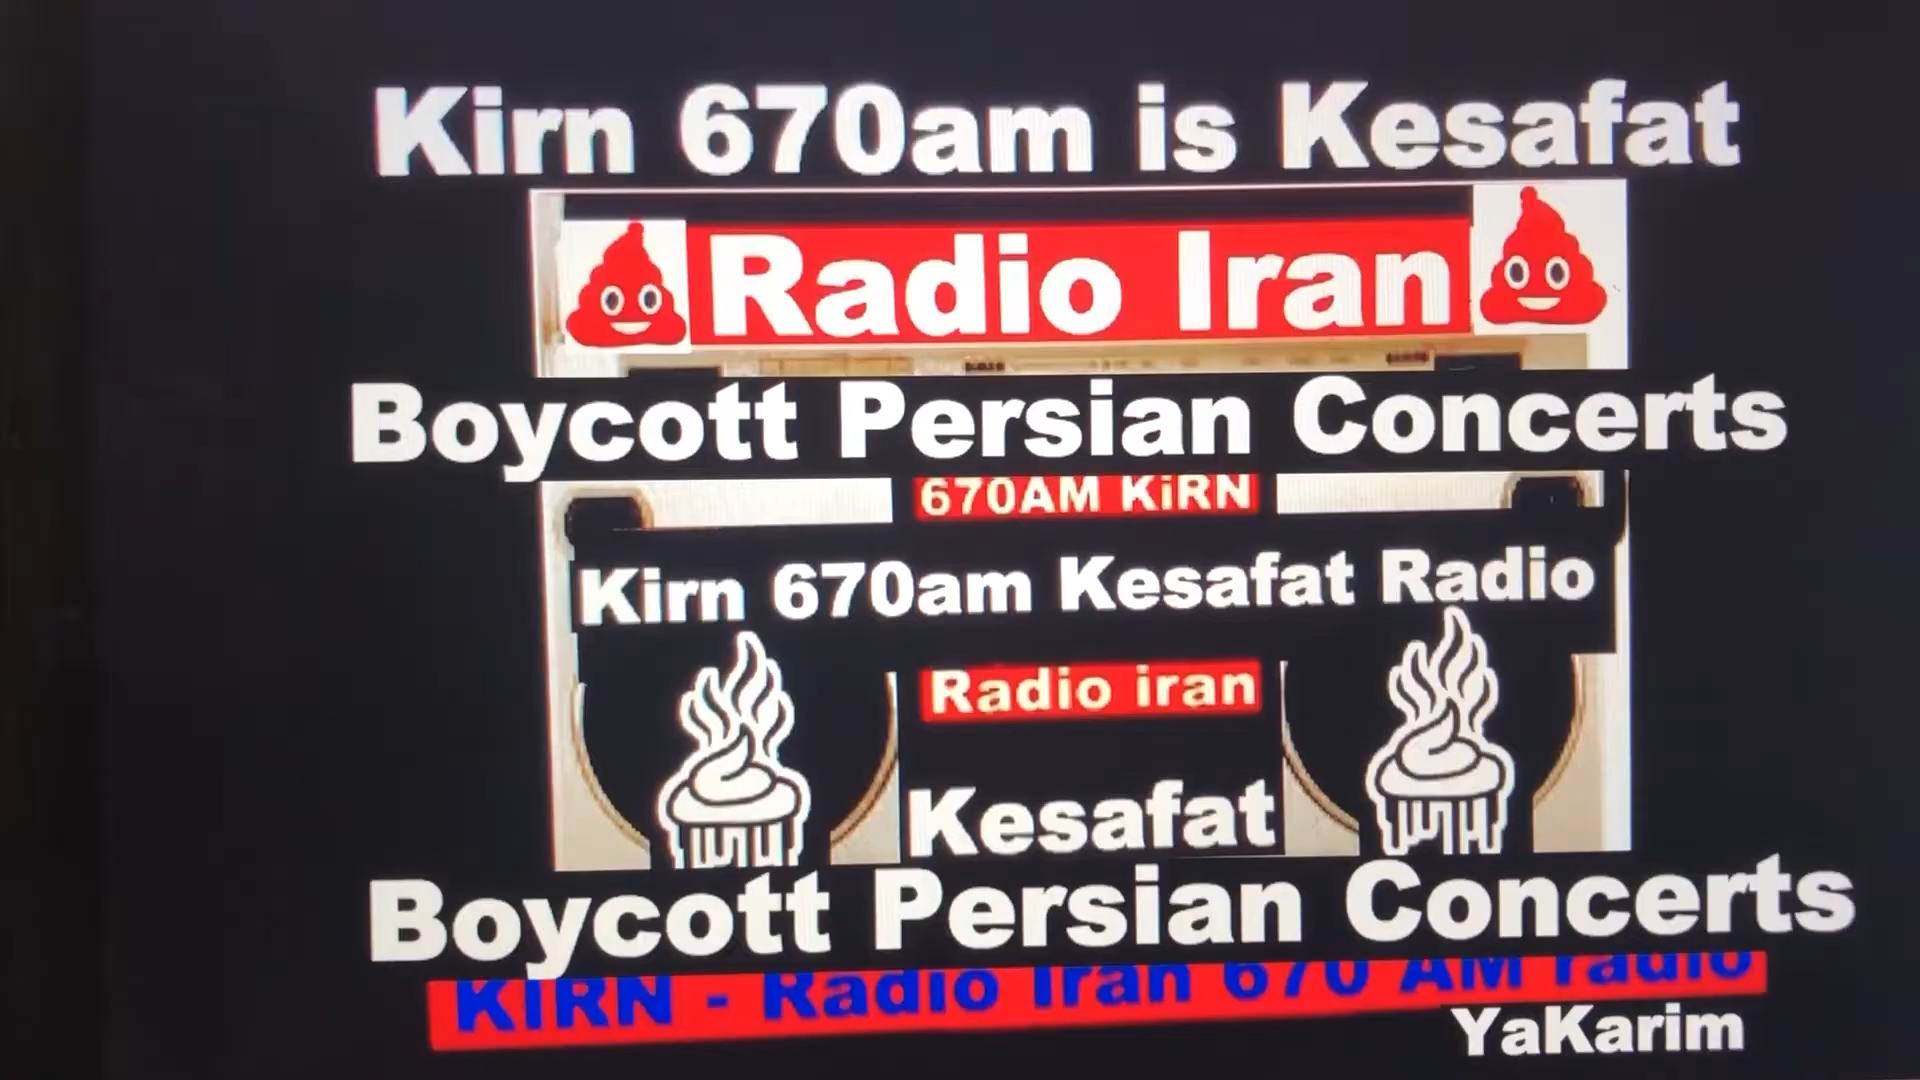 Kirn 670am is Kesafat
Radio Iran
Boycott Persian Concerts
670AM KiRN
Kirn 670am Kesafat Radio
Radio iran
Kesafat
Boycott Persian Concerts
KIRN - Radio Iran 670 AM radio
YaKarim